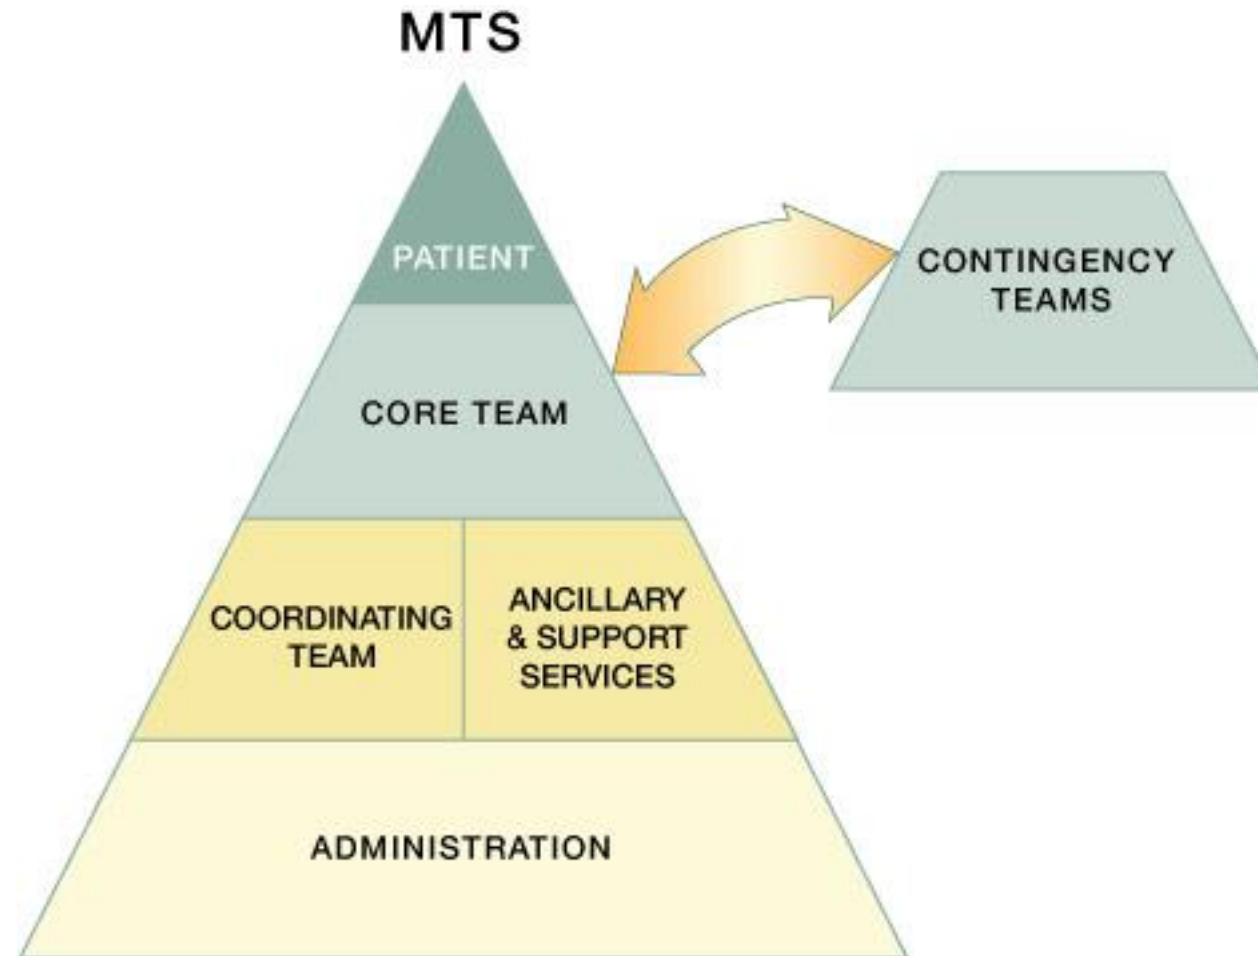 MTS
PATIENT
CONTINGENCY
TEAMS
CORE TEAM
COORDINATING
TEAM
ANCILLARY
& SUPPORT
SERVICES
ADMINISTRATION